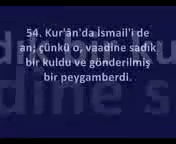 54. Kur'ân'da İsmail'i de
an; çünkü o, vaadine sadık
bir kuldu ve gönderilmiş
bir peygamberdi.